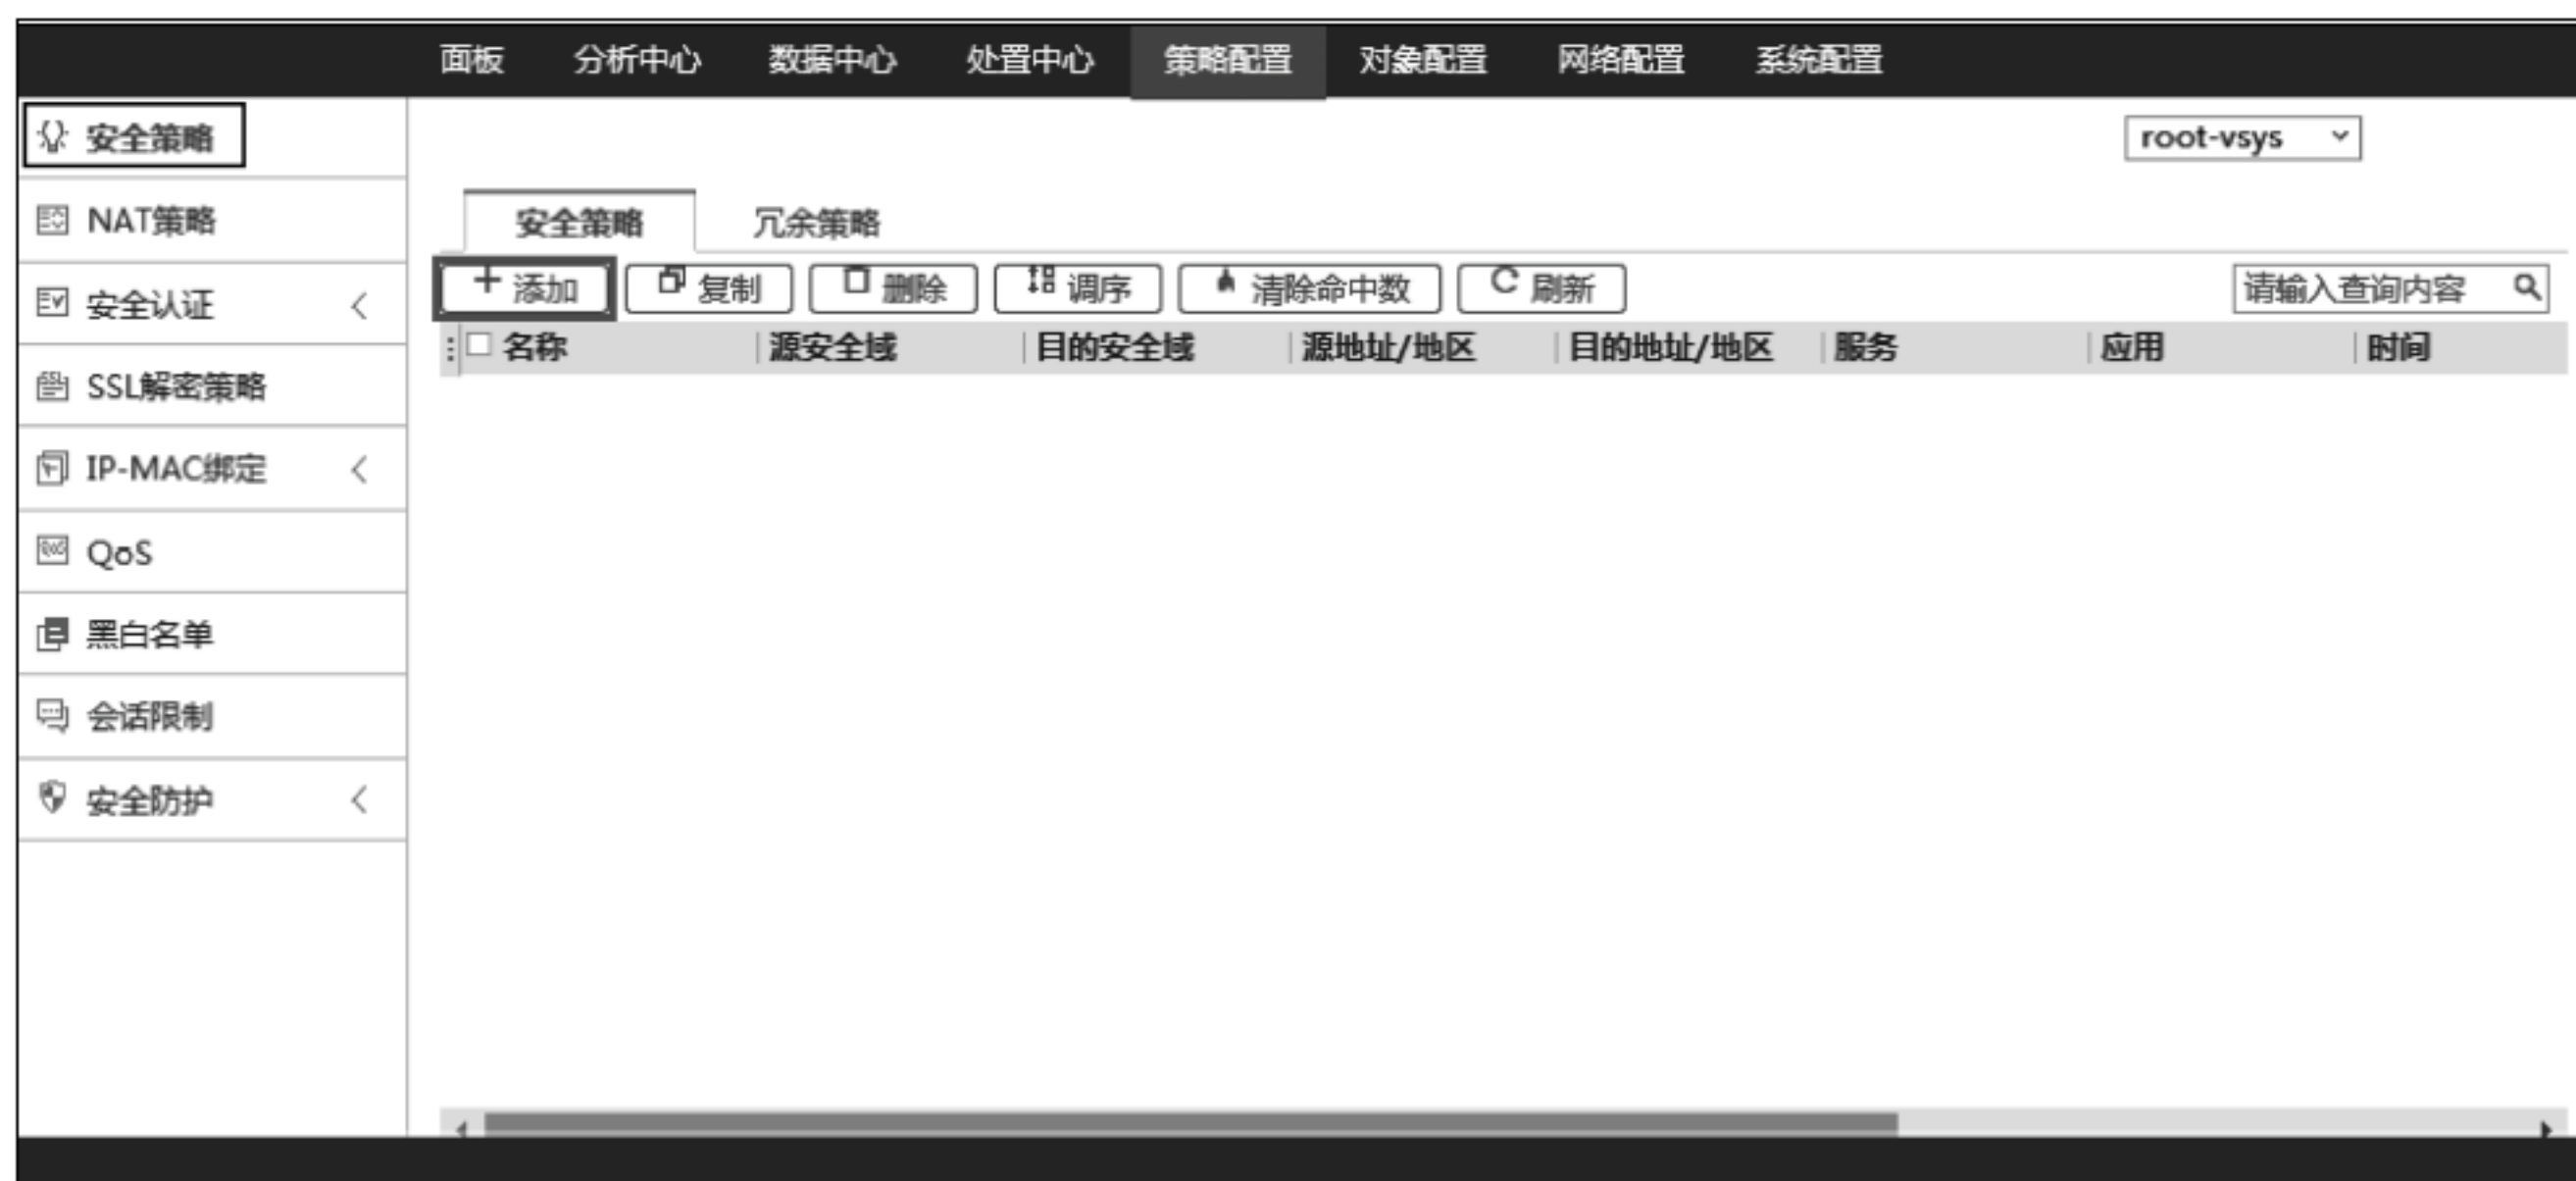 面板 分析中心 数据中心 处置中心 策略配置 对象配置 网络配置 系统配置
安全策略
NAT策略
安全认证
SSL解密策略
IP-MAC绑定
QoS
黑白名单
会话限制
安全防护
root-vsys
安全策略 冗余策略
添加 复制 删除 调序 清除命中数 刷新 请输入查询内容
名称 源安全域 目的安全域 源地址/地区 目的地址/地区 服务 应用 时间